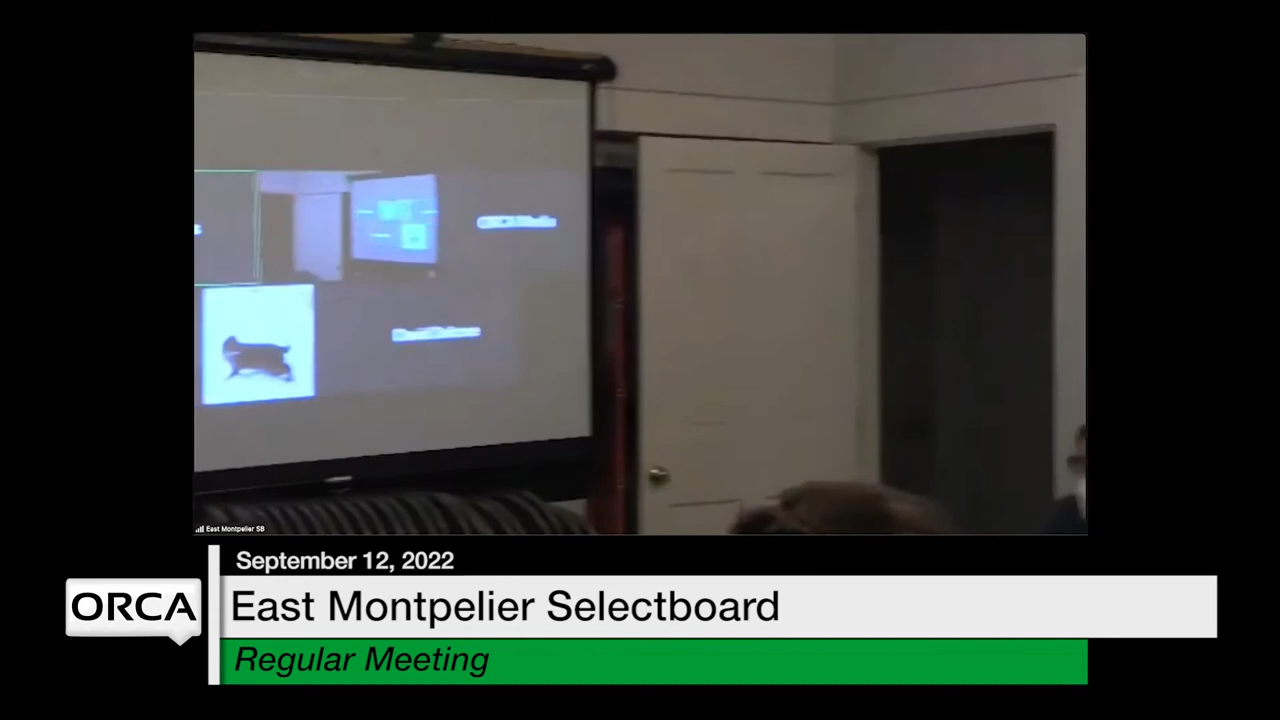 East Montpelier SB
September 12, 2022
ORCA
East Montpelier Selectboard
Regular Meeting